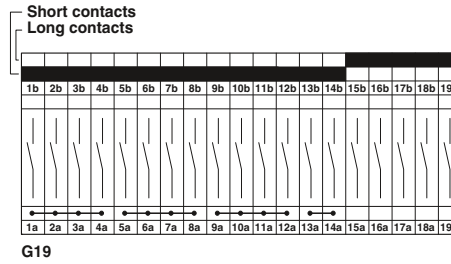 Short contacts
Long contacts
1b 2b 3b 4b 5b 6b 7b 8b 9b 10b 11b 12b 13b 14b 15b 16b 17b 18b 19
1a 2a 3a 4a 5a 6a 7a 8a 9a 10a 11a 12a 13a 14a 15a 16a 17a 18a 19
G19